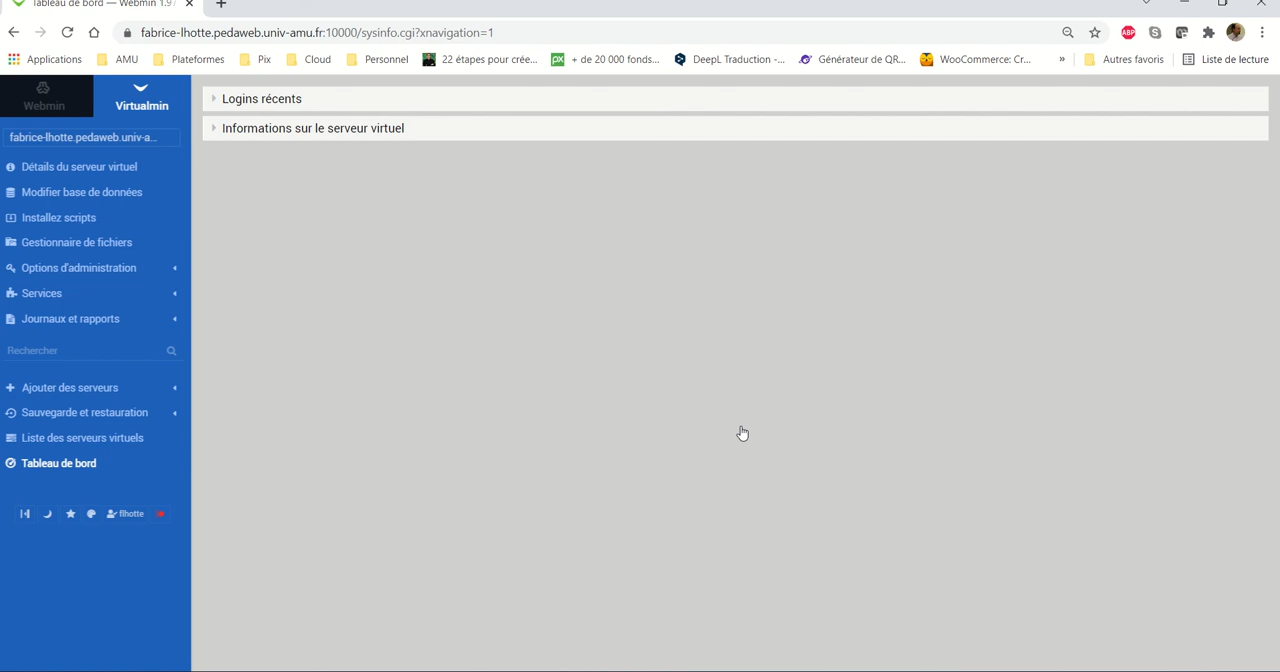 Tableau de bord — Webmin 1.97
fabrice-lhotte.pedaweb.univ-amu.fr:10000/sysinfo.cgi?xnavigation=1
Applications AMU Plateformes Pix Cloud Personnel 22 étapes pour crée... + de 20 000 fonds... DeepL Traduction -... Générateur de QR... WooCommerce: Cr... » Autres favoris Liste de lecture
Webmin Virtualmin
fabrice-lhotte.pedaweb.univ-a...
Détails du serveur virtuel
Modifier base de données
Installez scripts
Gestionnaire de fichiers
Options d'administration
Services
Journaux et rapports
Rechercher
Ajouter des serveurs
Sauvegarde et restauration
Liste des serveurs virtuels
Tableau de bord
flhotte
Logins récents
Informations sur le serveur virtuel